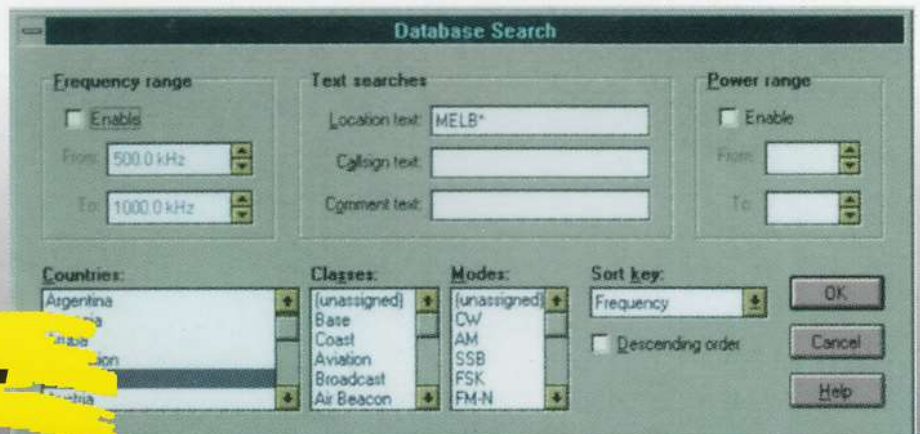 Database Search
Frequency range
Enable
From: 500.0 kHz
To: 1000.0 kHz
Text searches
Location text: MELB*
Callsign text:
Comment text:
Power range
Enable
From:
To:
Countries:
Argentina
Classes:
(unassigned)
Base
Coast
Aviation
Broadcast
Air Beacon
Modes:
(unassigned)
CW
AM
SSB
FSK
FM-N
Sort key:
Frequency
Descending order
OK
Cancel
Help